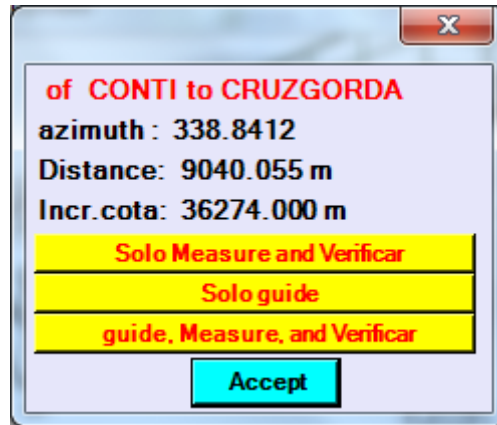 of CONTI to CRUZGORDA
azimuth : 338.8412
Distance: 9040.055 m
Incr.cota: 36274.000 m
Solo Measure and Verificar
Solo guide
guide, Measure, and Verificar
Accept